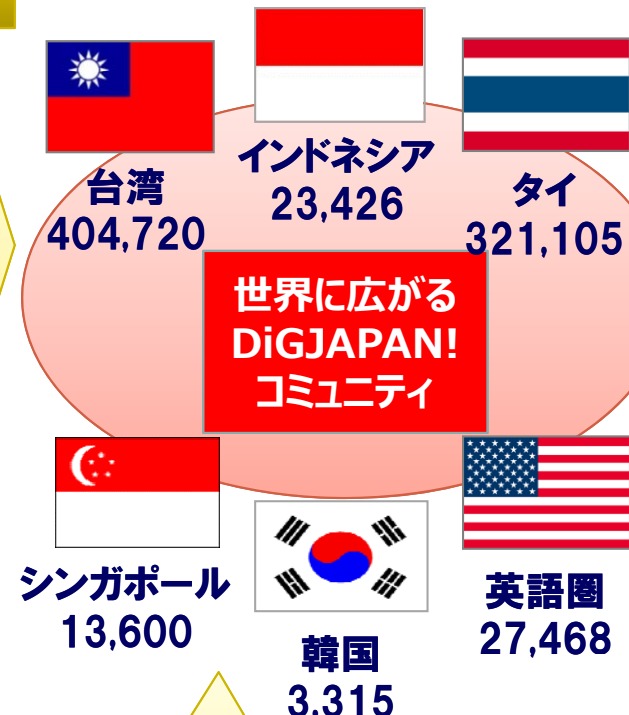 インドネシア
23,426
台湾
404,720
タイ
321,105
世界に広がる
DiGJAPAN!
コミュニティ
シンガポール
13,600
韓国
3,315
英語圏
27,468